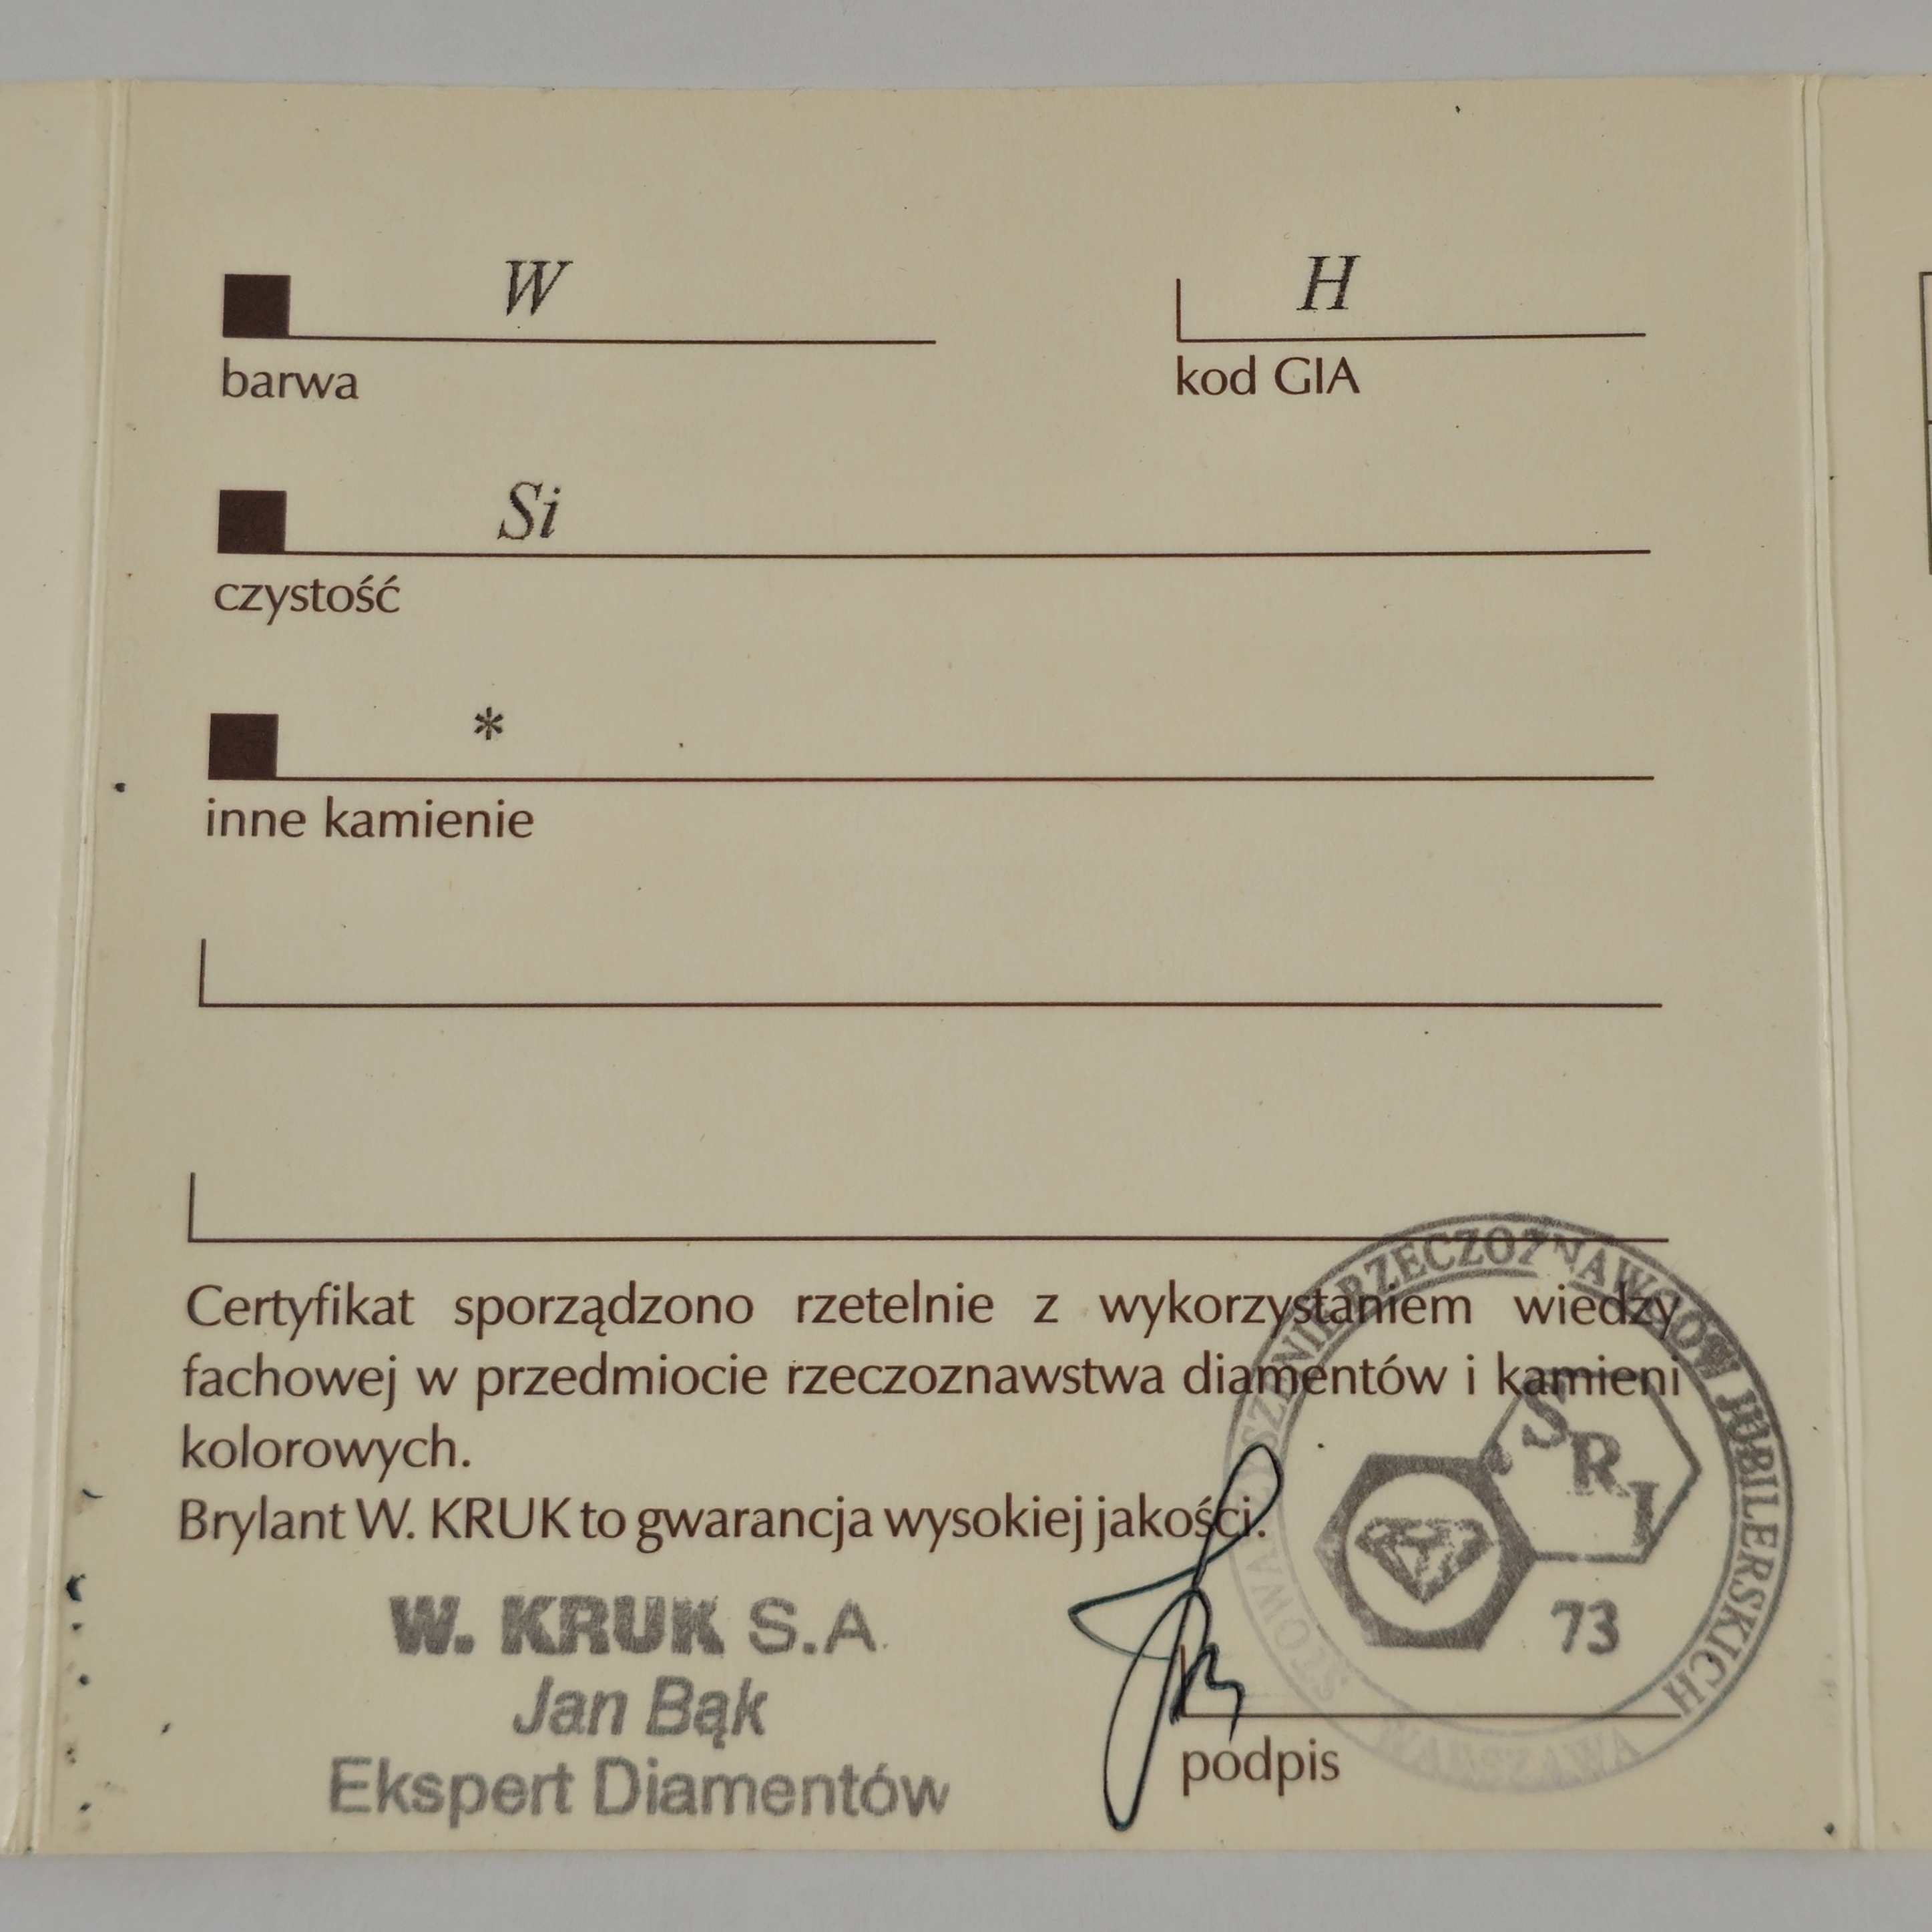 W H
barwa kod GIA
Si
czystość
*
inne kamienie
Certyfikat sporządzono rzetelnie z wykorzystaniem wiedzy
fachowej w przedmiocie rzeczoznawstwa diamentów i kamieni
kolorowych.
Brylant W. KRUK to gwarancja wysokiej jakości.
W. KRUK S.A.
Jan Bąk
Ekspert Diamentów
podpis
STOWARZYSZENIE RZECZOZNAWCÓW JUBILERSKICH
SRJ
73
WARSZAWA